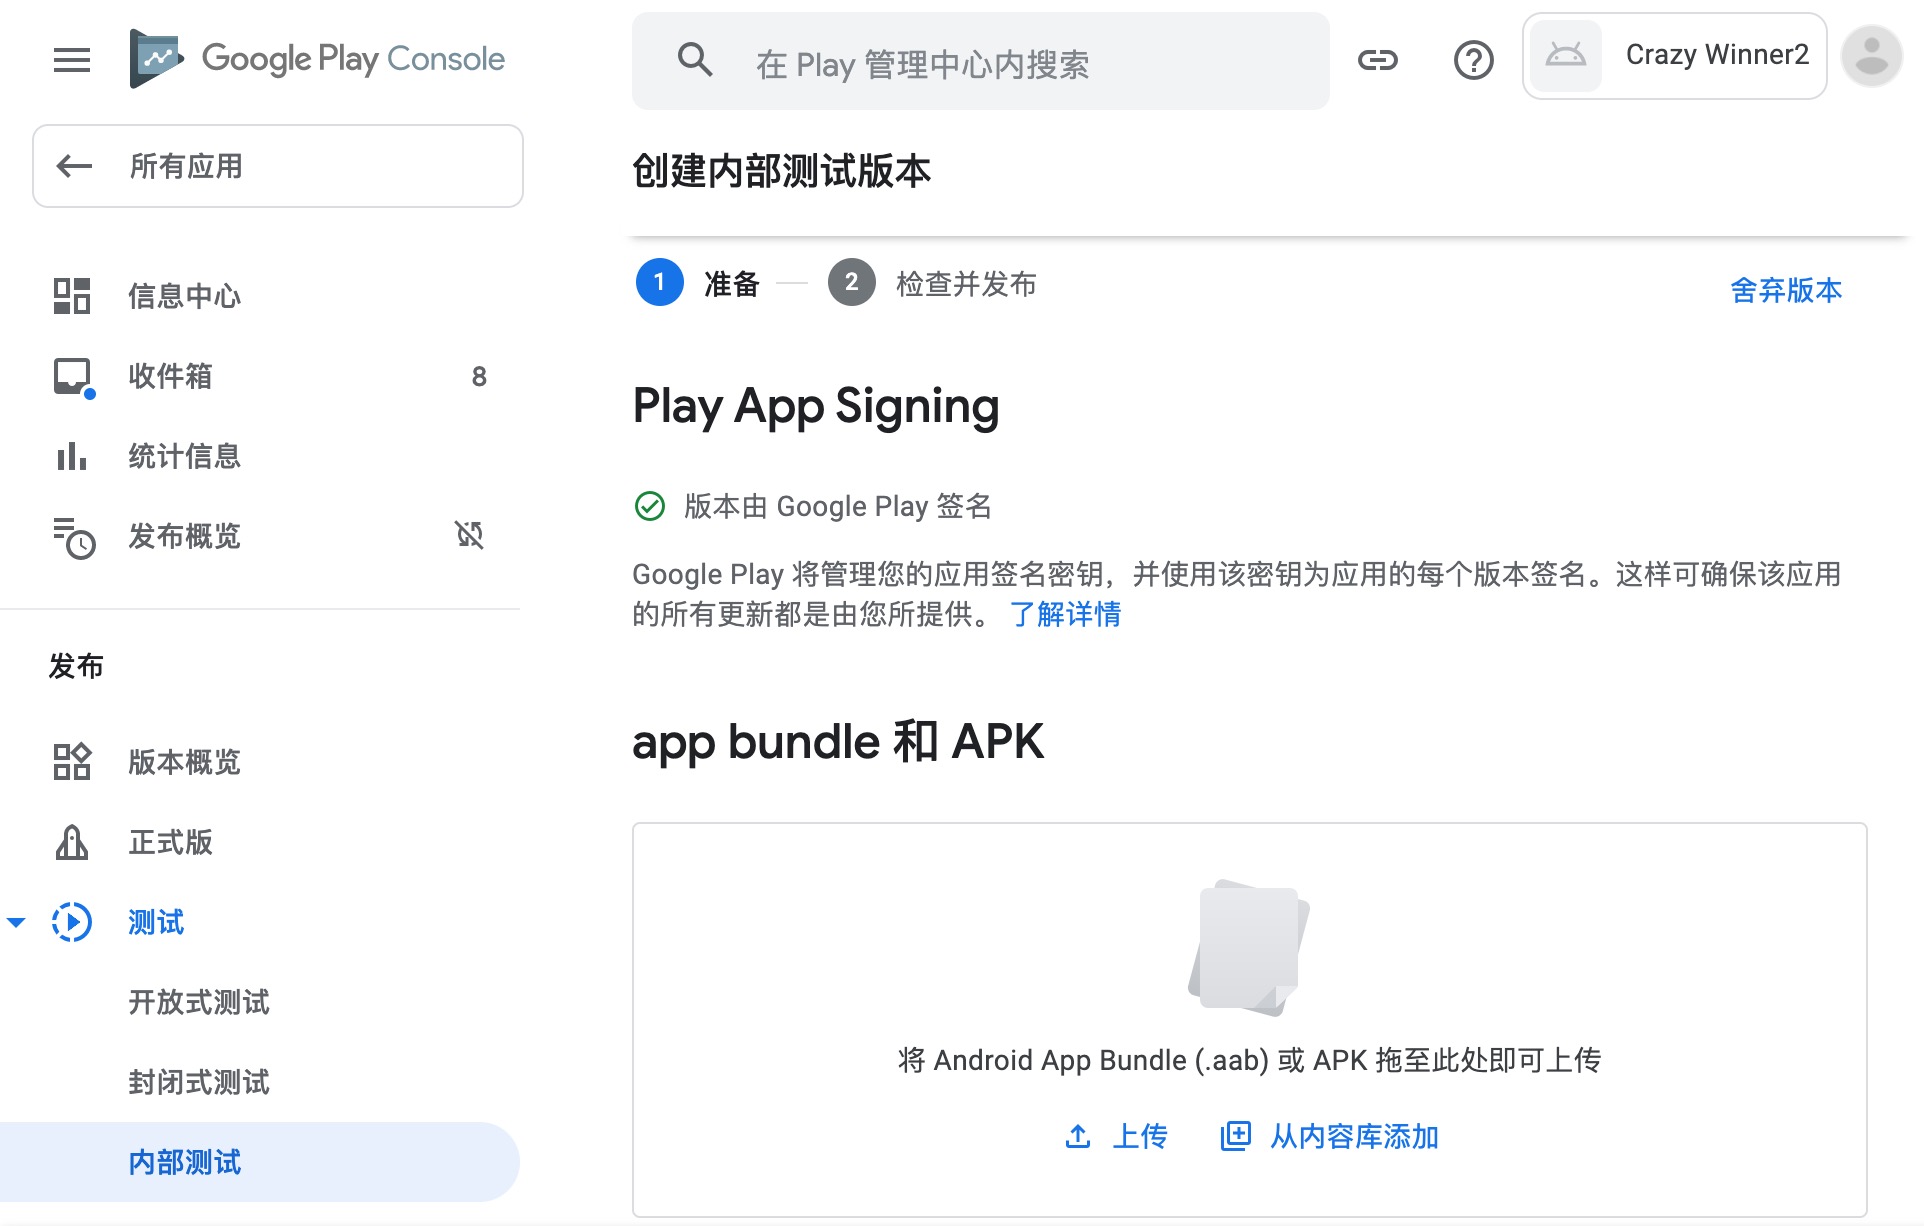 Google Play Console
在 Play 管理中心内搜索
Crazy Winner2
所有应用
信息中心
收件箱 8
统计信息
发布概览
发布
版本概览
正式版
测试
开放式测试
封闭式测试
内部测试
创建内部测试版本
1 准备 2 检查并发布
舍弃版本
Play App Signing
版本由 Google Play 签名
Google Play 将管理您的应用签名密钥，并使用该密钥为应用的每个版本签名。这样可确保该应用
的所有更新都是由您所提供。 了解详情
app bundle 和 APK
将 Android App Bundle (.aab) 或 APK 拖至此处即可上传
上传 从内容库添加